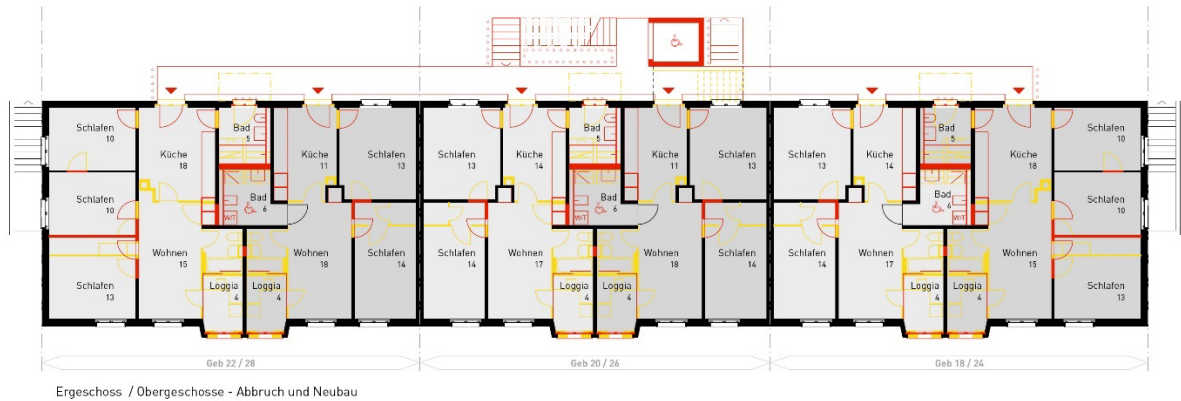 Schlafen
10
Küche
18
Bad
5
Küche
11
Schlafen
13
Schlafen
13
Küche
14
Bad
5
Küche
11
Schlafen
13
Schlafen
13
Küche
14
Bad
5
Küche
18
Schlafen
10
Schlafen
10
Bad
6
W/T
Bad
6
W/T
Bad
6
W/T
Schlafen
10
Wohnen
15
Wohnen
18
Schlafen
14
Schlafen
14
Wohnen
17
Wohnen
18
Schlafen
14
Schlafen
14
Wohnen
17
Wohnen
15
Schlafen
13
Loggia
4
Loggia
4
Loggia
4
Loggia
4
Loggia
4
Loggia
4
Schlafen
13
Geb 22 / 28
Geb 20 / 26
Geb 18 / 24
Ergeschoss / Obergeschosse - Abbruch und Neubau